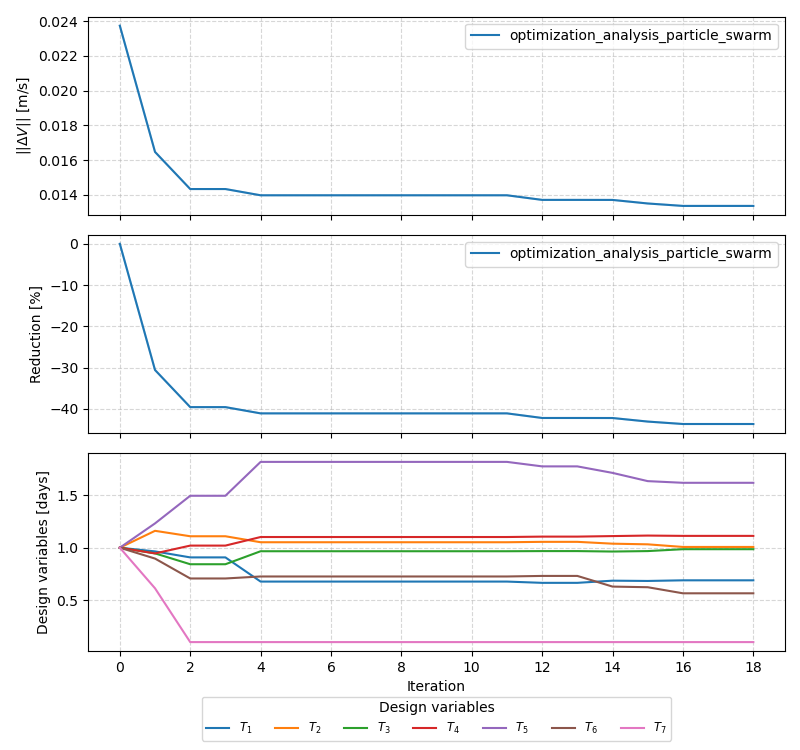 0.024
0.022
0.020
0.018
0.016
0.014
||ΔV|| [m/s]
optimization_analysis_particle_swarm
0
−10
−20
−30
−40
Reduction [%]
optimization_analysis_particle_swarm
1.5
1.0
0.5
Design variables [days]
0 2 4 6 8 10 12 14 16 18
Iteration
Design variables
T₁ T₂ T₃ T₄ T₅ T₆ T₇